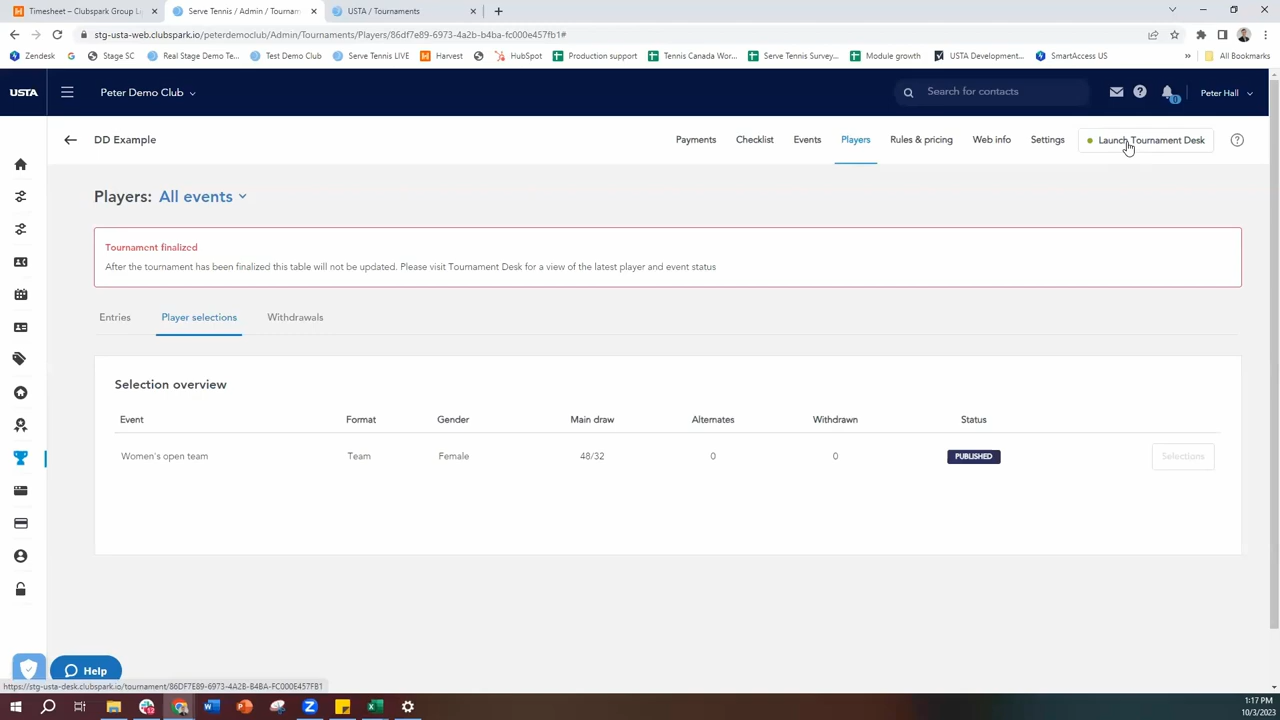 Timesheet – Clubspark Group L
Serve Tennis / Admin / Tournam
USTA / Tournaments
stg-usta-web.clubspark.io/peterdemoclub/Admin/Tournaments/Players/86df7e89-6973-4a2b-b4ba-fc000e457fb1#
Zendesk
Stage SC
Real Stage Demo Te...
Test Demo Club
Serve Tennis LIVE
Harvest
HubSpot
Production support
Tennis Canada Wor...
Serve Tennis Survey...
Module growth
USTA Development...
SmartAccess US
»
All Bookmarks
USTA
Peter Demo Club
Search for contacts
0
Peter Hall
DD Example
Payments
Checklist
Events
Players
Rules & pricing
Web info
Settings
Launch Tournament Desk
Players: All events
Tournament finalized
After the tournament has been finalized this table will not be updated. Please visit Tournament Desk for a view of the latest player and event status
Entries
Player selections
Withdrawals
Selection overview
Event Format Gender Main draw Alternates Withdrawn Status
Women's open team Team Female 48/32 0 0 PUBLISHED Selections
Help
https://stg-usta-desk.clubspark.io/tournament/86DF7E89-6973-4A2B-B4BA-FC000E457FB1
1:17 PM
10/3/2023